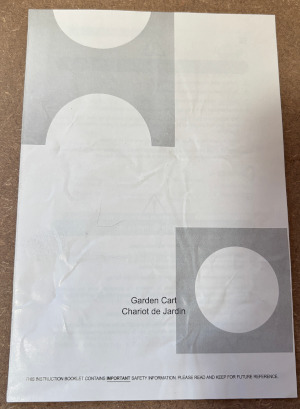 Garden Cart
Chariot de Jardin
THIS INSTRUCTION BOOKLET CONTAINS IMPORTANT SAFETY INFORMATION. PLEASE READ AND KEEP FOR FUTURE REFERENCE.